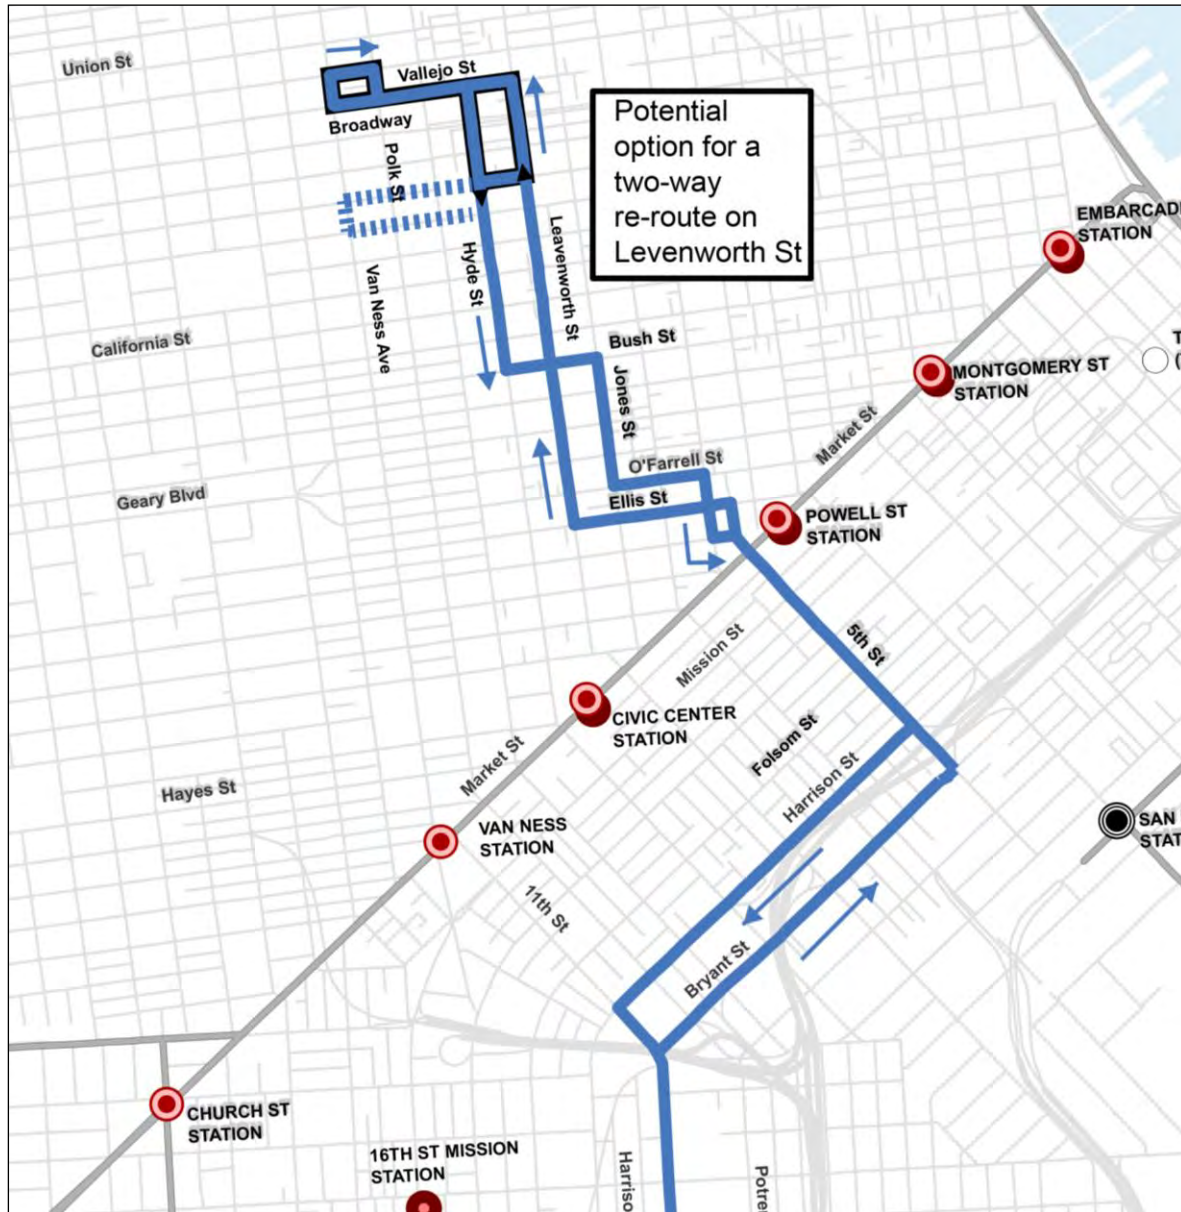 Union St
Vallejo St
Broadway
Polk St
Potential
option for a
two-way
re-route on
Levenworth St
EMBARCAD
STATION
Hyde St
Leavenworth St
Van Ness Ave
California St
Bush St
Jones St
MONTGOMERY ST
STATION
T
(
Market St
O'Farrell St
Geary Blvd
Ellis St
POWELL ST
STATION
5th St
Mission St
CIVIC CENTER
STATION
Folsom St
Harrison St
Market St
Hayes St
VAN NESS
STATION
SAN
STAT
11th St
Bryant St
CHURCH ST
STATION
16TH ST MISSION
STATION
Harriso
Potre